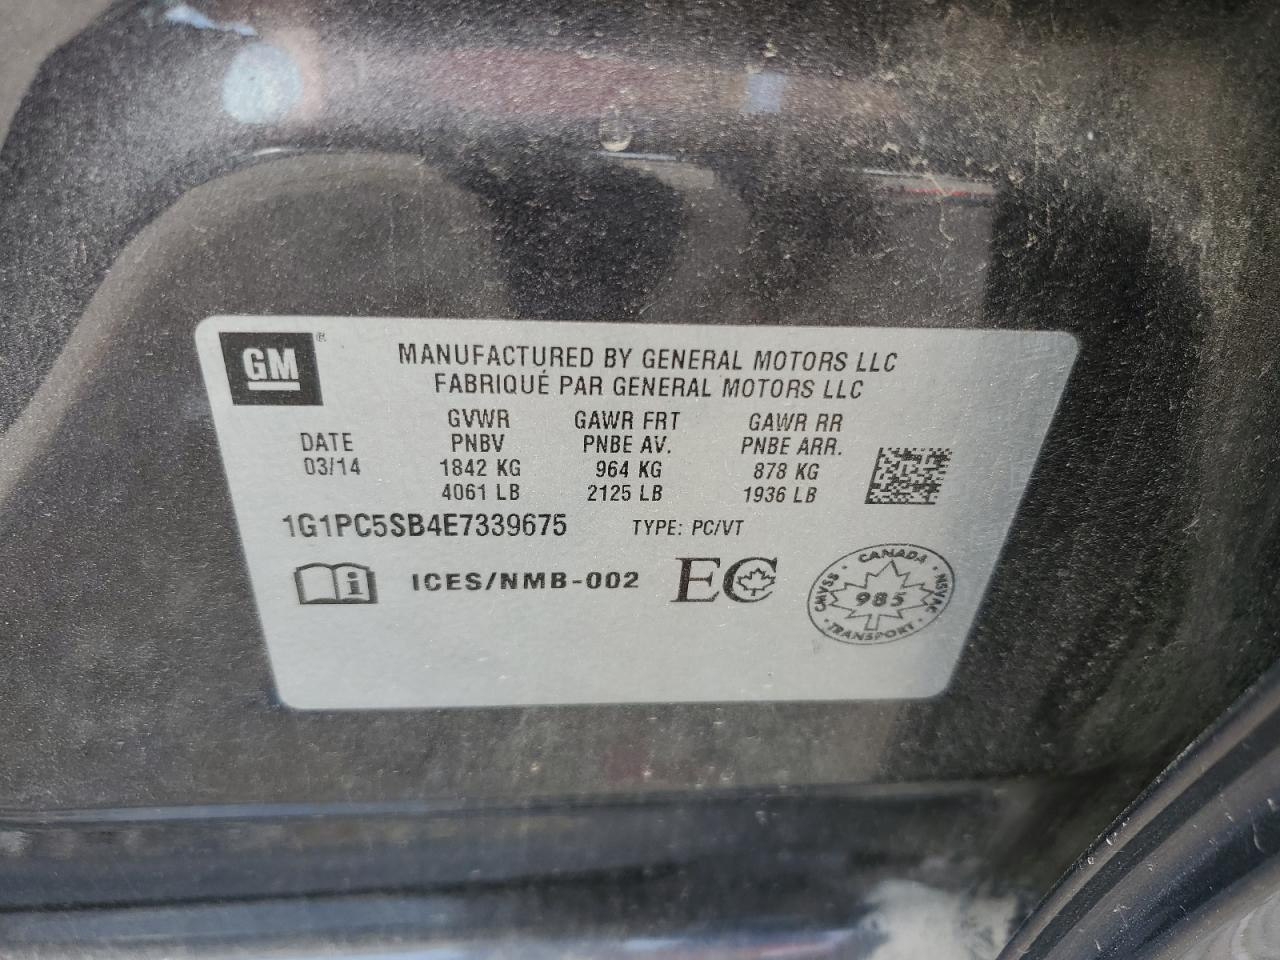 GM ®
MANUFACTURED BY GENERAL MOTORS LLC
FABRIQUÉ PAR GENERAL MOTORS LLC
GVWR GAWR FRT GAWR RR
DATE PNBV PNBE AV. PNBE ARR.
03/14 1842 KG 964 KG 878 KG
4061 LB 2125 LB 1936 LB
1G1PC5SB4E7339675 TYPE: PC/VT
i ICES/NMB-002 EC
CANADA
CMVSS 985 NSVAC
TRANSPORT